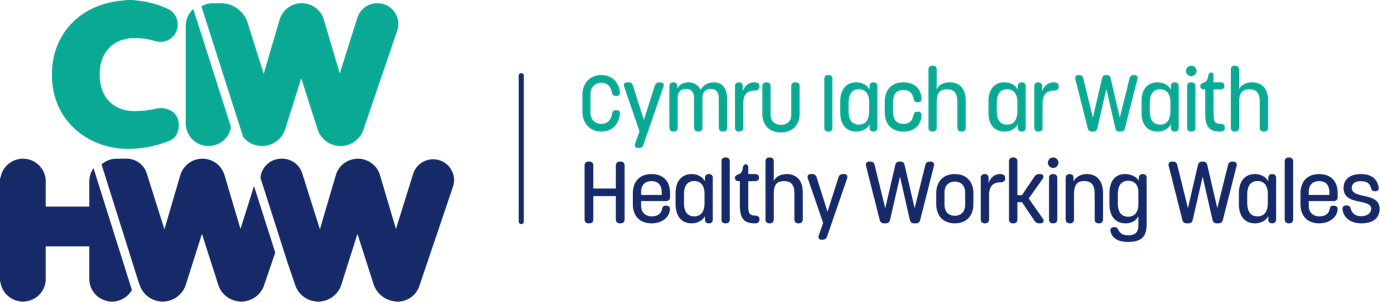 CIW
HWW
Cymru Iach ar Waith
Healthy Working Wales